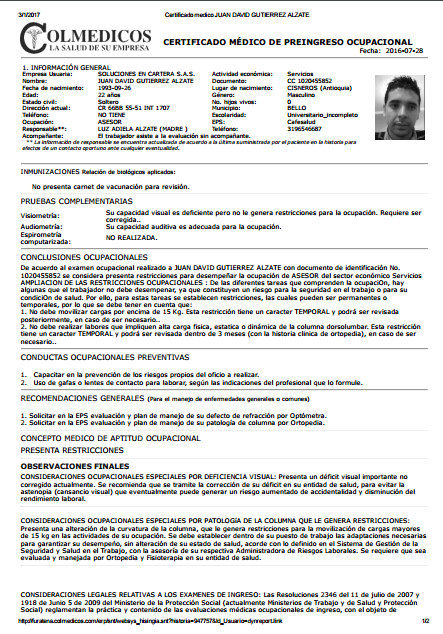 3/1/2017 Certificado medico JUAN DAVID GUTIERREZ ALZATE
COLMEDICOS
LA SALUD DE SU EMPRESA
CERTIFICADO MÉDICO DE PREINGRESO OCUPACIONAL
Fecha: 2016•07•28
1. INFORMACIÓN GENERAL
Empresa Usuaria: SOLUCIONES EN CARTERA S.A.S. Actividad económica: Servicios
Nombre: JUAN DAVID GUTIERREZ ALZATE Documento: CC 1020455852
Fecha de nacimiento: 1993-09-26 Lugar de nacimiento: CISNEROS (Antioquia)
Edad: 22 años Género: Masculino
Estado civil: Soltero No. hijos vivos: 0
Dirección actual: CR 66BB 55-51 INT 1707 Municipio: BELLO
Teléfono: NO TIENE Escolaridad: Universitario_incompleto
Ocupación: ASESOR EPS: Cafesalud
Responsable**: LUZ ADIELA ALZATE (MADRE ) Teléfono: 3196546687
Acompañante: El trabajador asiste a la evaluación sin acompañante.
** La información de responsable se encuentra actualizada de acuerdo a la última suministrada por el paciente en la historia para
efectos de un contacto oportuno ante cualquier eventualidad.
INMUNIZACIONES Relación de biológicos aplicados:
No presenta carnet de vacunación para revisión.
PRUEBAS COMPLEMENTARIAS
Visiometría: Su capacidad visual es deficiente pero no le genera restricciones para la ocupación. Requiere ser
corregida..
Audiometría: Su capacidad auditiva es adecuada para la ocupación.
Espirometría
computarizada: NO REALIZADA.
CONCLUSIONES OCUPACIONALES
De acuerdo al examen ocupacional realizado a JUAN DAVID GUTIERREZ ALZATE con documento de identificación No.
1020455852 se considera presenta restricciones para desempeñar la ocupación de ASESOR del sector económico Servicios
AMPLIACION DE LAS RESTRICCIONES OCUPACIONALES : De las diferentes tareas que comprenden la ocupaciÓn, hay
algunas que el trabajador no debe desempenar, ya que constituyen un riesgo para la seguridad en el trabajo o para su
condiciÓn de salud. Por ello, para estas tareas se establecen restricciones, las cuales pueden ser permanentes o
temporales, por lo que se debe tener en cuenta que:
1. No debe movilizar cargas por encima de 15 Kg. Esta restricción tiene un caracter TEMPORAL y podrá ser revisada
posteriormente, en caso de ser necesario..
2. No debe realizar labores que impliquen alta carga física, estatica o dinámica de la columna dorsolumbar. Esta restricción
tiene un caracter TEMPORAL y podrá ser revisada dentro de 3 meses (con la historia clinica de ortopedia), en caso de ser
necesario..
CONDUCTAS OCUPACIONALES PREVENTIVAS
1. Capacitar en la prevención de los riesgos propios del oficio a realizar.
2. Uso de gafas o lentes de contacto para laborar, según las indicaciones del profesional que lo formule.
RECOMENDACIONES GENERALES (Para el manejo de enfermedades generales o comunes)
1. Solicitar en la EPS evaluación y plan de manejo de su defecto de refracción por Optómetra.
2. Solicitar en la EPS evaluación y plan de manejo de su patología de columna por Ortopedia.
CONCEPTO MEDICO DE APTITUD OCUPACIONAL
PRESENTA RESTRICCIONES
OBSERVACIONES FINALES
CONSIDERACIONES OCUPACIONALES ESPECIALES POR DEFICIENCIA VISUAL: Presenta un déficit visual importante no
corregido actualmente. Se recomienda que se tramite la corrección de su déficit en su entidad de salud, para evitar la
astenopia (cansancio visual) que eventualmente puede generar un riesgo aumentado de accidentalidad y disminución del
rendimiento laboral.
CONSIDERACIONES OCUPACIONALES ESPECIALES POR PATOLOGÍA DE LA COLUMNA QUE LE GENERA RESTRICCIONES:
Presenta una alteración de la curvatura de la columna, que le genera restricciones para la movilización de cargas mayores
de 15 kg en las actividades de su ocupación. Se debe establecer dentro de su puesto de trabajo las adaptaciones necesarias
para garantizar su desempeño, sin alteración de su estado de salud, acorde con lo definido en el Sistema de Gestión de la
Seguridad y Salud en el Trabajo, con la asesoría de su respectiva Administradora de Riesgos Laborales. Se requiere que sea
evaluada y manejada por Ortopedia y Fisioterapia en su entidad de salud.
CONSIDERACIONES LEGALES RELATIVAS A LOS EXAMENES DE INGRESO: Las Resoluciones 2346 del 11 de julio de 2007 y
1918 de Junio 5 de 2009 del Ministerio de la Protección Social (actualmente Ministerios de Trabajo y de Salud y Protección
Social) reglamentan la práctica y contenido de las evaluaciones médicas ocupacionales de ingreso, con el objeto de
1/2